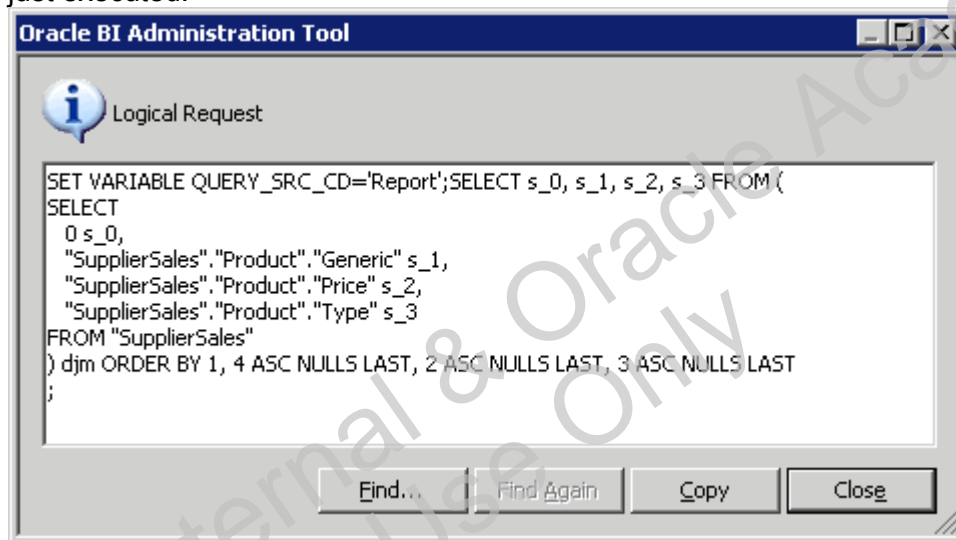 just executed.
Oracle BI Administration Tool
Logical Request
SET VARIABLE QUERY_SRC_CD='Report';SELECT s_0, s_1, s_2, s_3 FROM (
SELECT
0 s_0,
"SupplierSales"."Product"."Generic" s_1,
"SupplierSales"."Product"."Price" s_2,
"SupplierSales"."Product"."Type" s_3
FROM "SupplierSales"
) djm ORDER BY 1, 4 ASC NULLS LAST, 2 ASC NULLS LAST, 3 ASC NULLS LAST
;
Find... Find Again Copy Close
& Oracle
Use Only